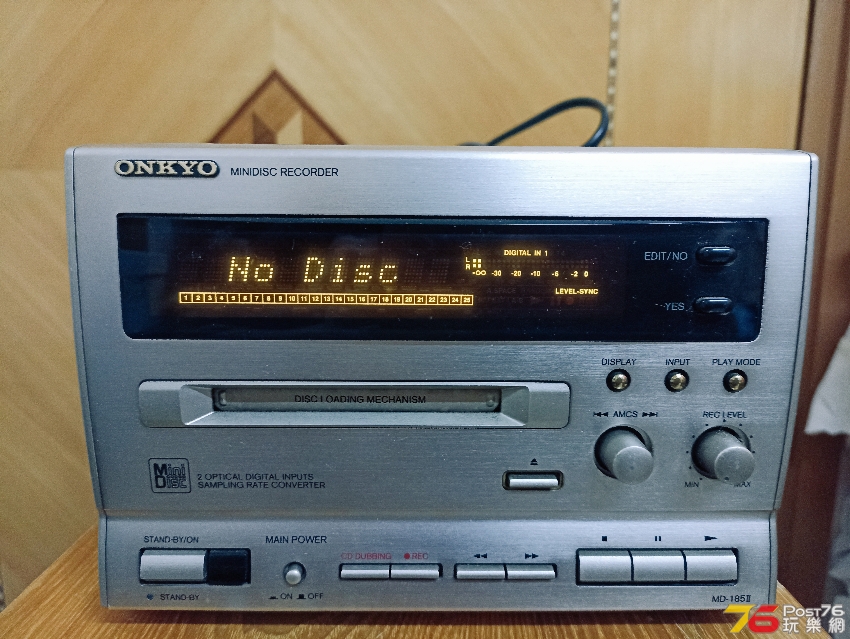 ONKYO MINIDISC RECORDER
DIGITAL IN 1
No Disc
L
R
-∞ -30 -20 -10 -6 -2 0
LEVEL-SYNC
1 2 3 4 5 6 7 8 9 10 11 12 13 14 15 16 17 18 19 20 21 22 23 24 25
EDIT/NO
YES
DISPLAY INPUT PLAY MODE
DISC LOADING MECHANISM
AMCS REC LEVEL
MIN MAX
Mini Disc
2 OPTICAL DIGITAL INPUTS
SAMPLING RATE CONVERTER
STAND-BY/ON MAIN POWER CD DUBBING REC
STAND-BY ON OFF
MD-185II
76 Post76
玩樂網